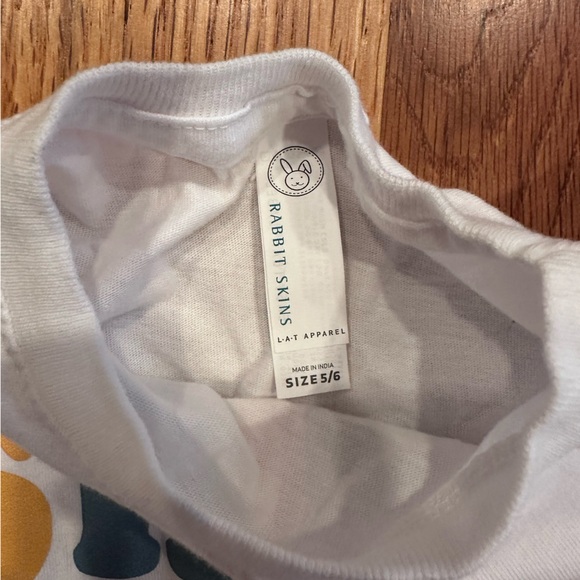 RABBIT SKINS
L·A·T APPAREL
MADE IN INDIA
SIZE 5/6